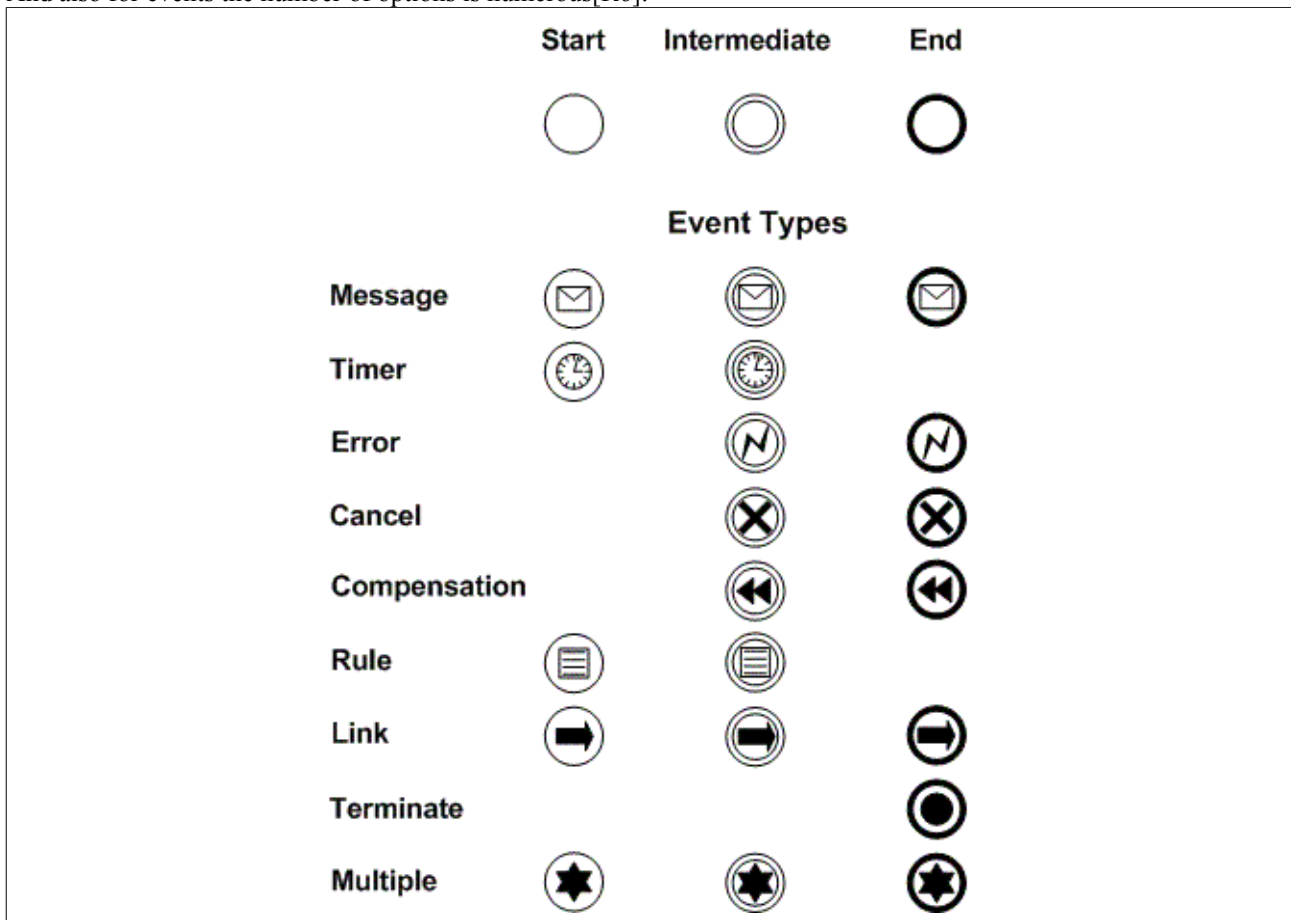 And also for events the number of options is numerous[R6]:
Start Intermediate End
Event Types
Message
Timer
Error
Cancel
Compensation
Rule
Link
Terminate
Multiple